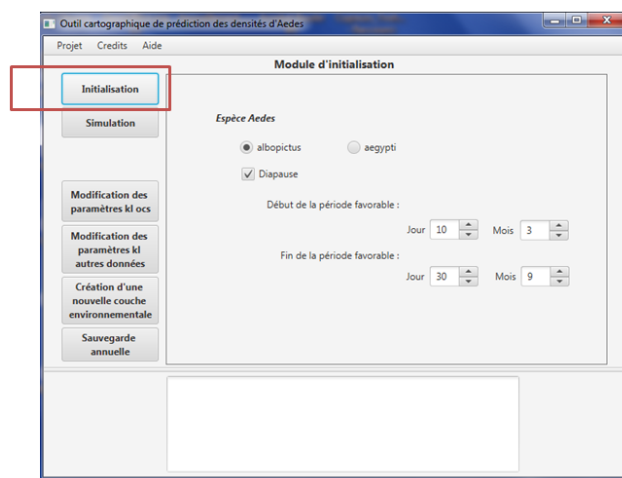 Outil cartographique de prédiction des densités d'Aedes
Projet Credits Aide
Module d'initialisation
Initialisation
Simulation
Modification des
paramètres kl ocs
Modification des
paramètres kl
autres données
Création d'une
nouvelle couche
environnementale
Sauvegarde
annuelle
Espèce Aedes
albopictus aegypti
Diapause
Début de la période favorable :
Jour 10 Mois 3
Fin de la période favorable :
Jour 30 Mois 9